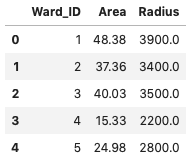 Ward_ID Area Radius
0 1 48.38 3900.0
1 2 37.36 3400.0
2 3 40.03 3500.0
3 4 15.33 2200.0
4 5 24.98 2800.0